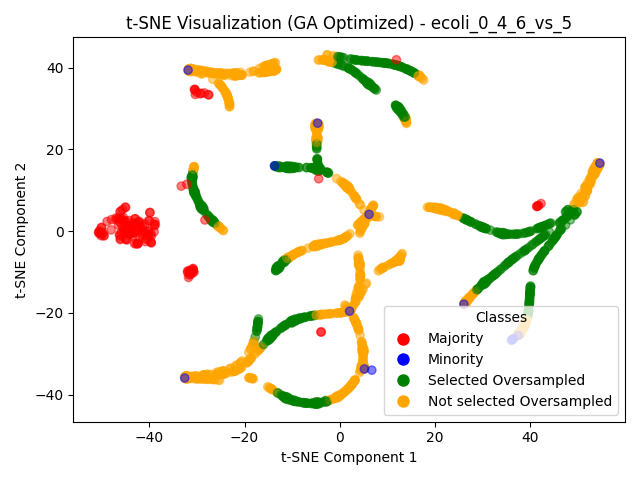 t-SNE Visualization (GA Optimized) - ecoli_0_4_6_vs_5
t-SNE Component 2
40
20
0
−20
−40
−40
−20
0
20
40
t-SNE Component 1
Classes
Majority
Minority
Selected Oversampled
Not selected Oversampled